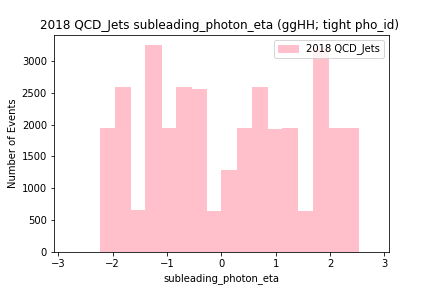 2018 QCD_Jets subleading_photon_eta (ggHH; tight pho_id)
2018 QCD_Jets
3000
2500
2000
1500
1000
500
0
Number of Events
−3 −2 −1 0 1 2 3
subleading_photon_eta